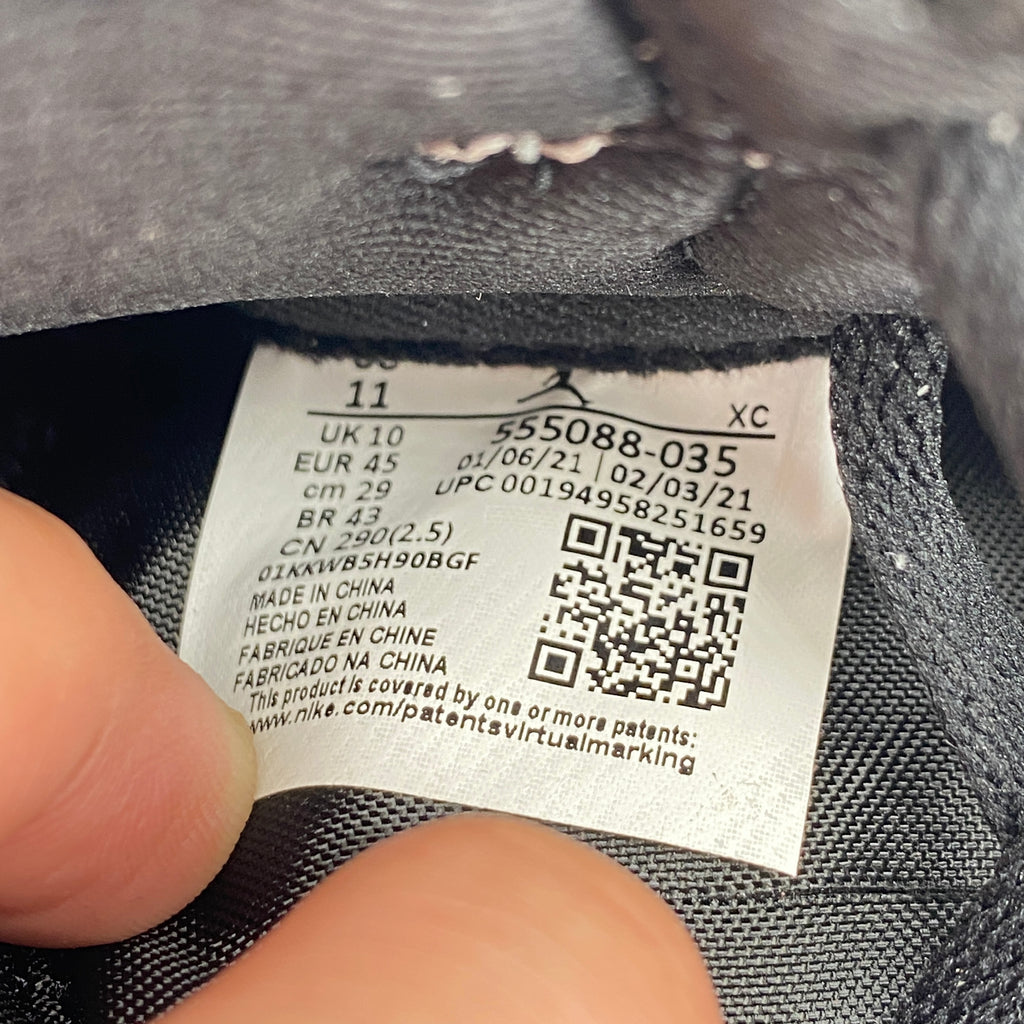 11
XC
UK 10
EUR 45
cm 29
BR 43
CN 290(2.5)
01KKWB5H90BGF
555088-035
01/06/21 | 02/03/21
UPC 00194958251659
MADE IN CHINA
HECHO EN CHINA
FABRIQUE EN CHINE
FABRICADO NA CHINA
This product is covered by one or more patents:
www.nike.com/patentsvirtualmarking